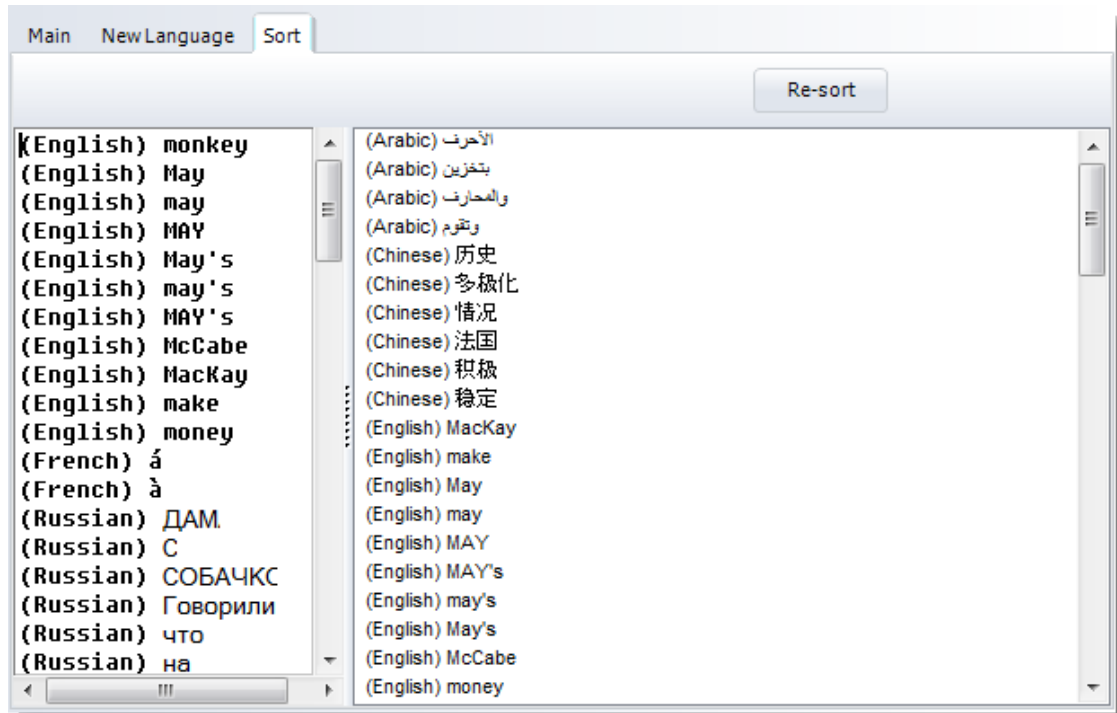 Main New Language Sort
Re-sort
(English) monkey
(English) May
(English) may
(English) MAY
(English) May's
(English) may's
(English) MAY's
(English) McCabe
(English) MacKay
(English) make
(English) money
(French) á
(French) à
(Russian) ДАМ.
(Russian) С
(Russian) СОБАЧКС
(Russian) Говорили
(Russian) что
(Russian) на
(Arabic) الأحرف
(Arabic) بتخزين
(Arabic) والمحارف
(Arabic) وتقوم
(Chinese) 历史
(Chinese) 多极化
(Chinese) 情况
(Chinese) 法国
(Chinese) 积极
(Chinese) 稳定
(English) MacKay
(English) make
(English) May
(English) may
(English) MAY
(English) MAY's
(English) may's
(English) May's
(English) McCabe
(English) money